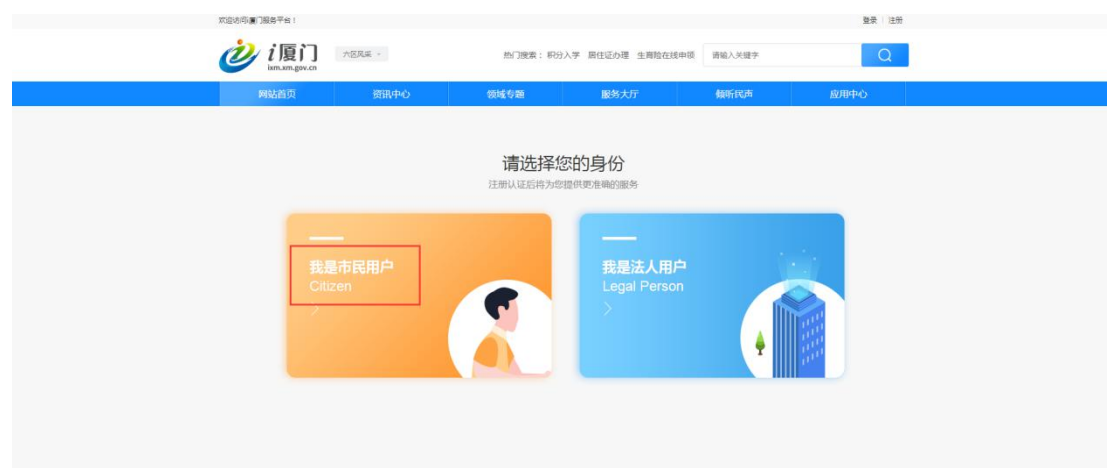 欢迎访问i厦门服务平台！
登录 | 注册
i厦门
ixm.xm.gov.cn
六区风采
热门搜索： 积分入学 居住证办理 生育险在线申领
请输入关键字
网站首页 资讯中心 领域专题 服务大厅 倾听民声 应用中心
请选择您的身份
注册认证后将为您提供更准确的服务
我是市民用户
Citizen
我是法人用户
Legal Person